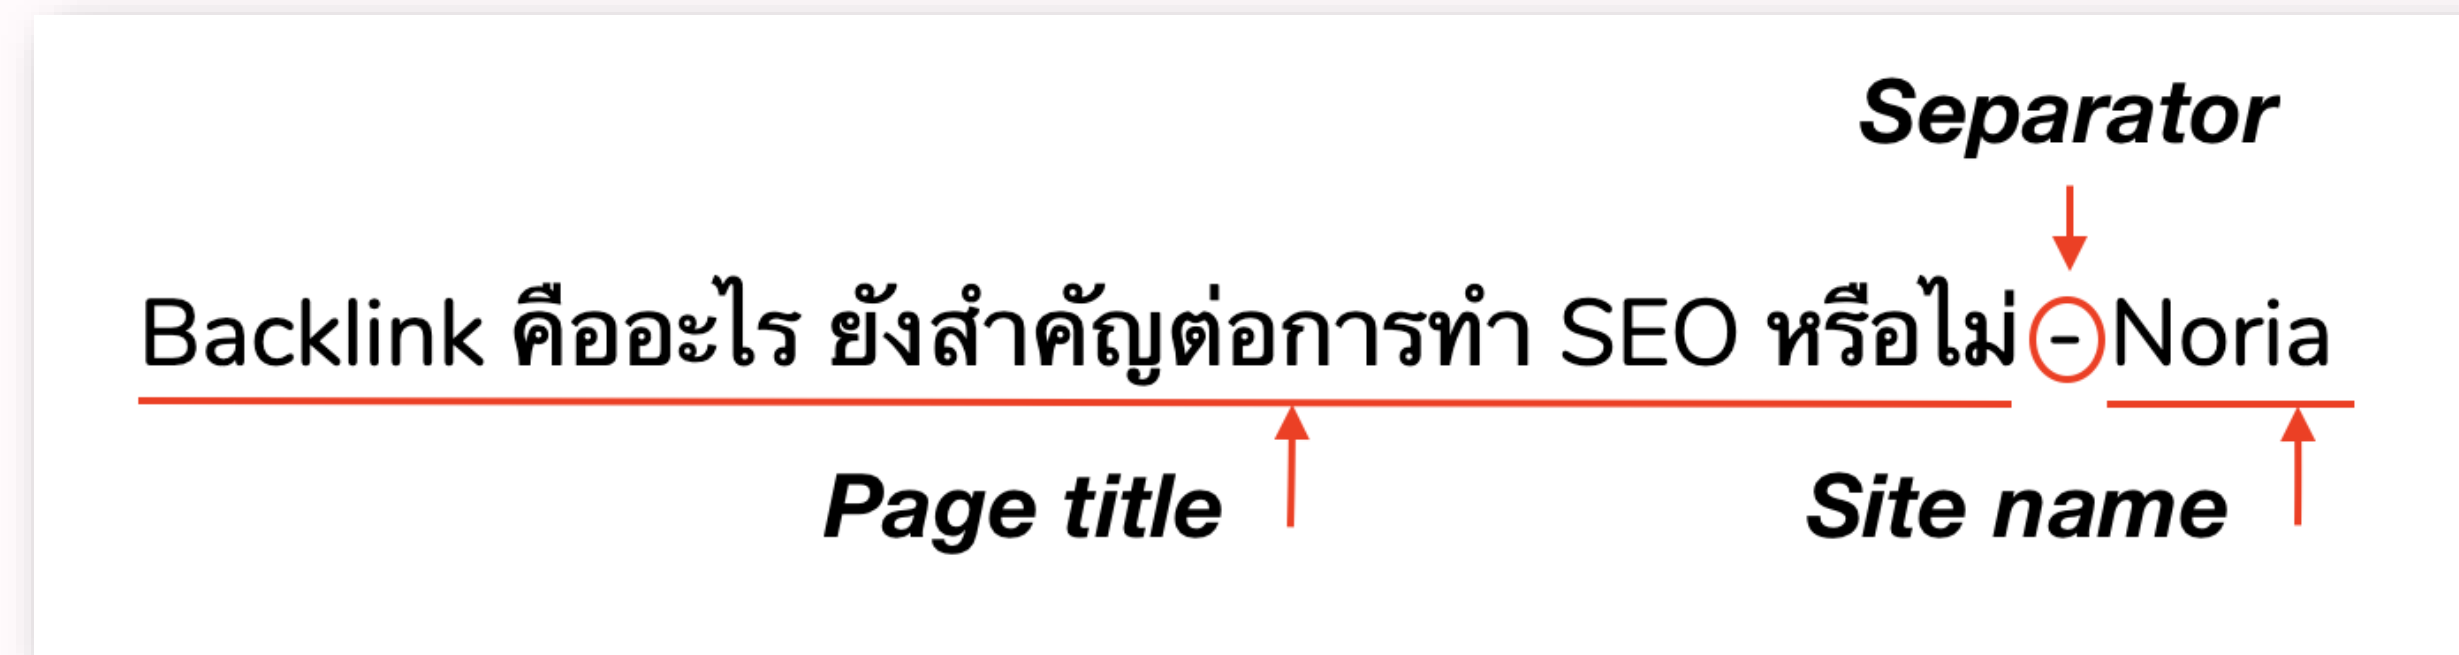 Separator
Backlink คืออะไร ยังสำคัญต่อการทำ SEO หรือไม่ - Noria
Page title
Site name